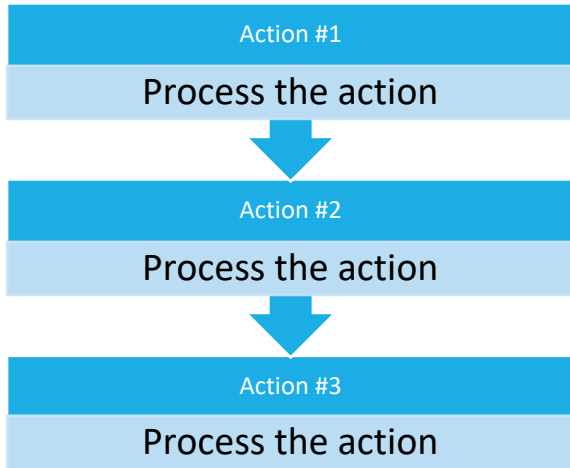 Action #1
Process the action
Action #2
Process the action
Action #3
Process the action